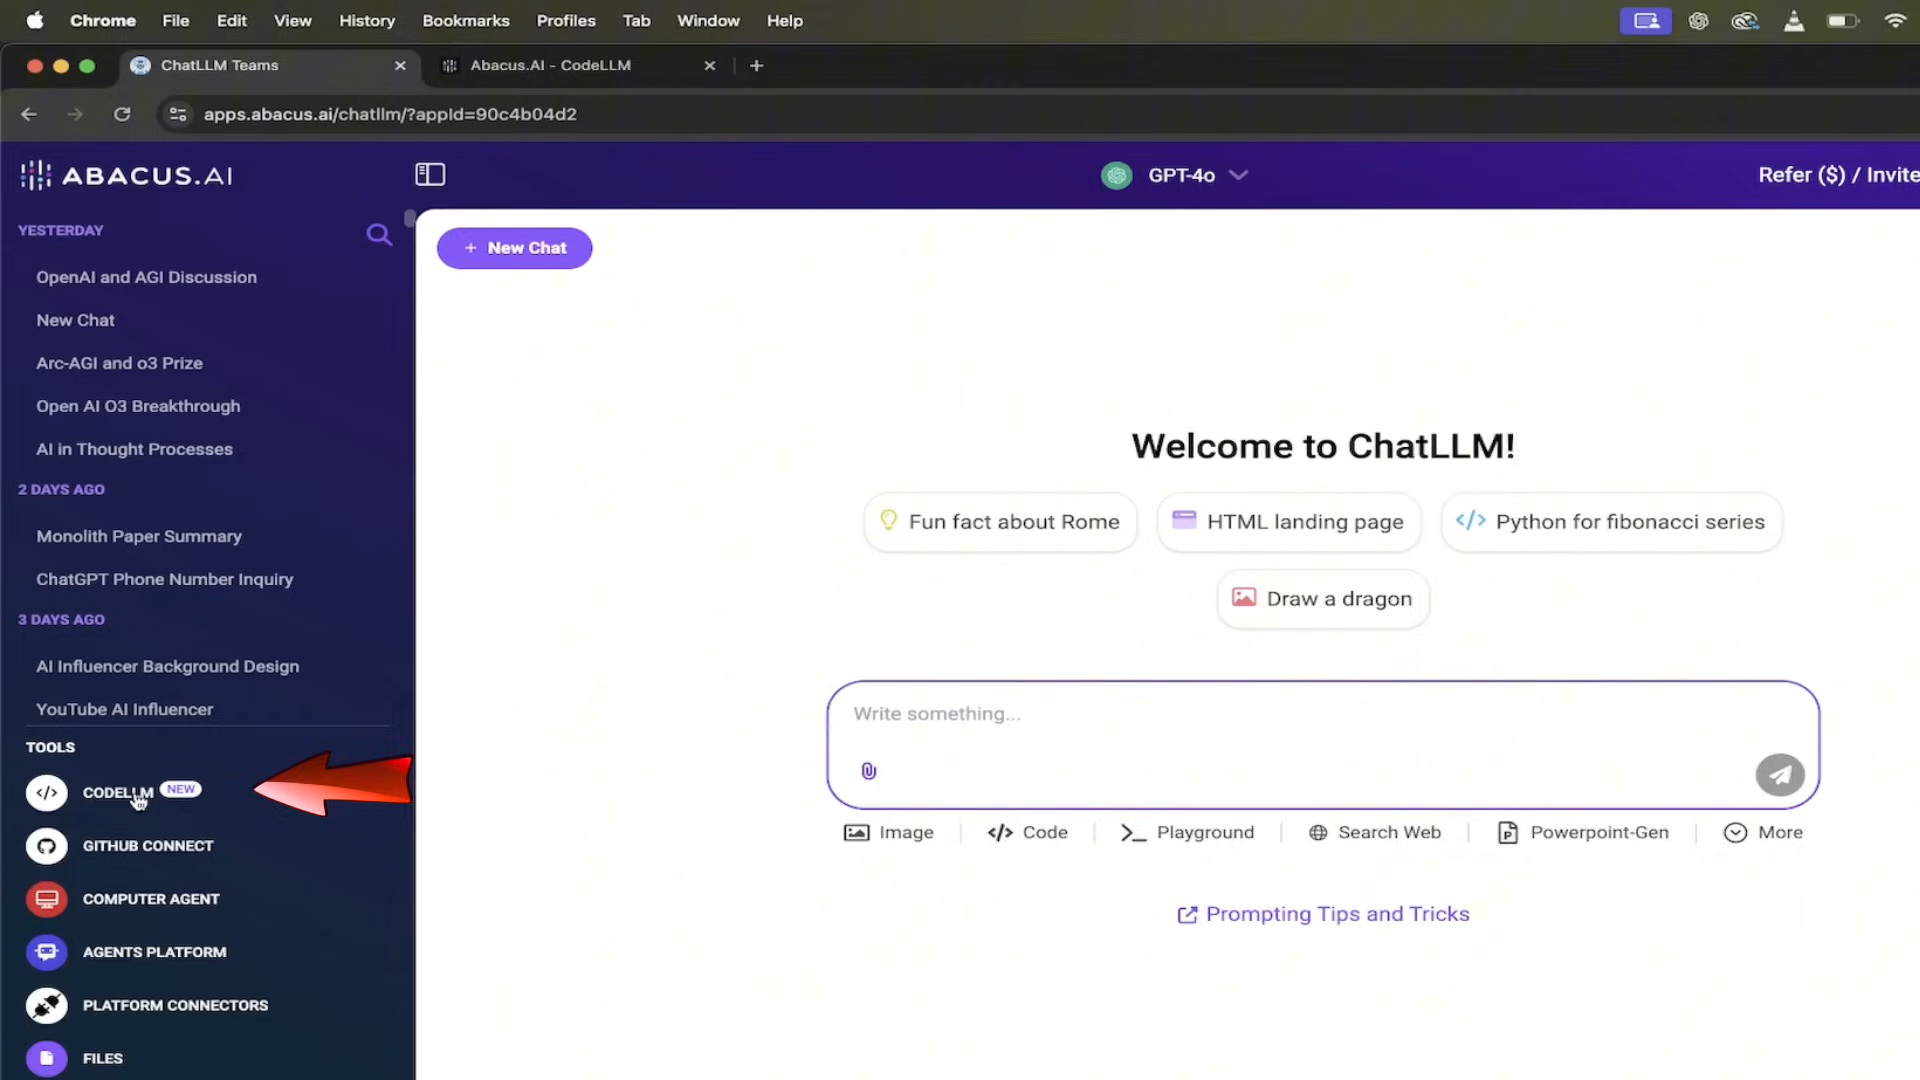 Chrome File Edit View History Bookmarks Profiles Tab Window Help
ChatLLM Teams
Abacus.AI - CodeLLM
apps.abacus.ai/chatllm/?appId=90c4b04d2
ABACUS.AI
GPT-4o
Refer ($) / Invite
YESTERDAY
OpenAI and AGI Discussion
New Chat
Arc-AGI and o3 Prize
Open AI O3 Breakthrough
AI in Thought Processes
2 DAYS AGO
Monolith Paper Summary
ChatGPT Phone Number Inquiry
3 DAYS AGO
AI Influencer Background Design
YouTube AI Influencer
TOOLS
CODELLM NEW
GITHUB CONNECT
COMPUTER AGENT
AGENTS PLATFORM
PLATFORM CONNECTORS
FILES
+ New Chat
Welcome to ChatLLM!
Fun fact about Rome
HTML landing page
Python for fibonacci series
Draw a dragon
Write something...
Image
Code
Playground
Search Web
Powerpoint-Gen
More
Prompting Tips and Tricks